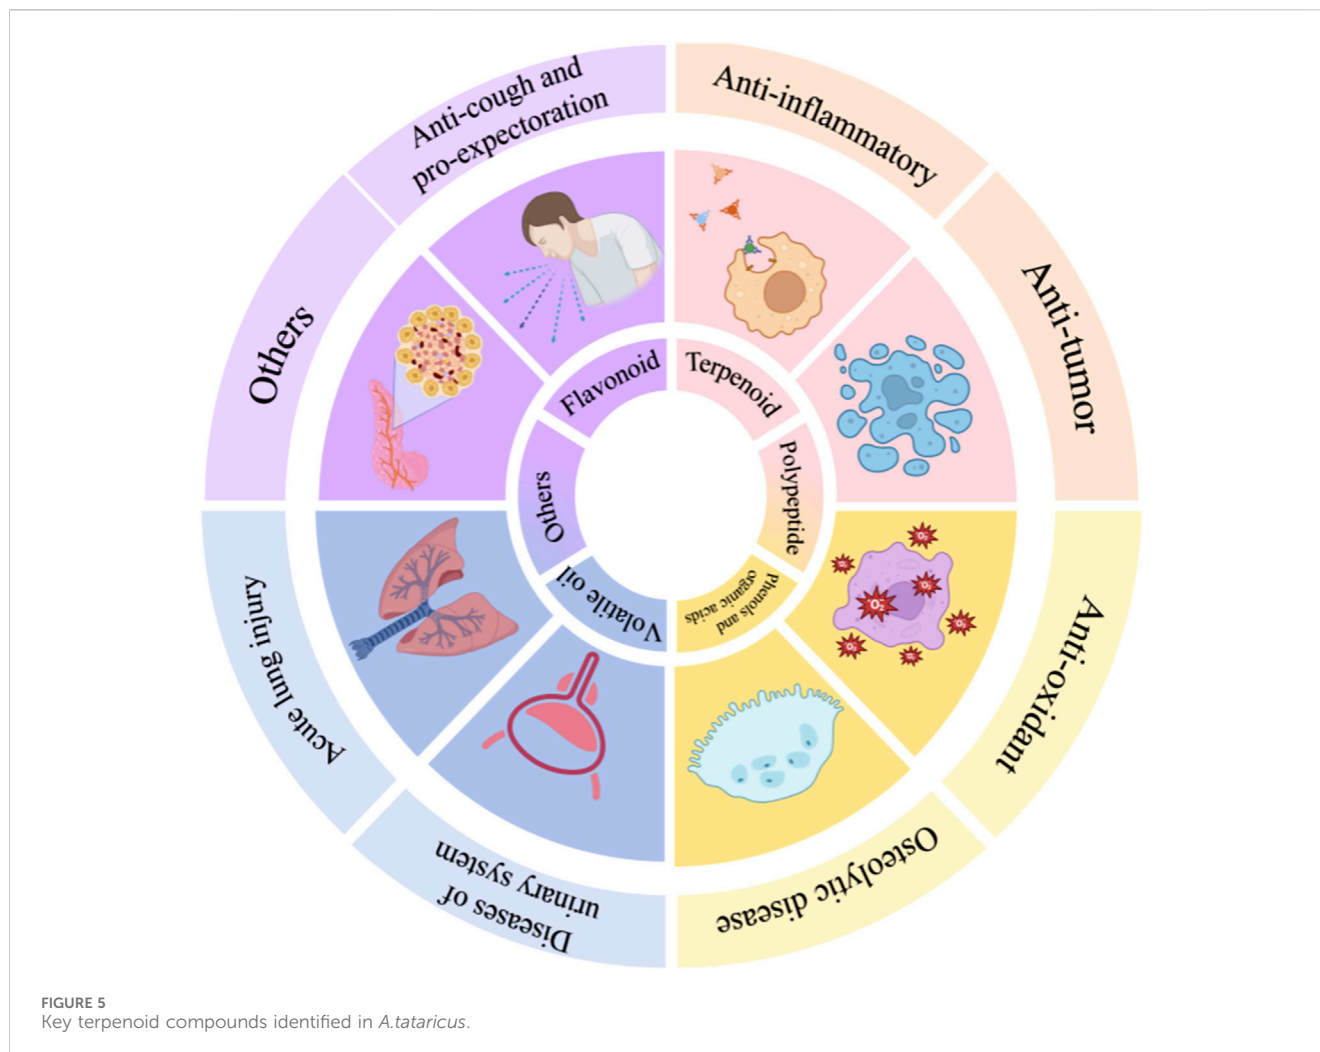 Anti-cough and
pro-expectoration
Anti-inflammatory
Anti-tumor
Anti-oxidant
Osteolytic disease
Diseases of
urinary system
Acute lung injury
Others
Flavonoid
Terpenoid
Polypeptide
Phenols and
organic acids
Volatile oil
Others
FIGURE 5
Key terpenoid compounds identified in A.tataricus.